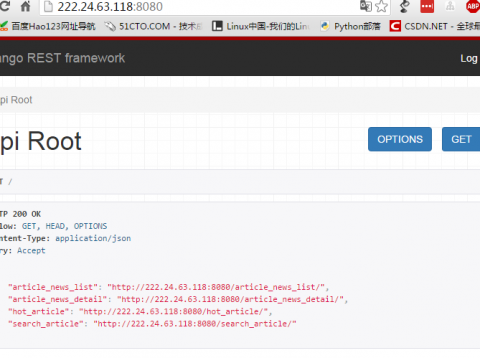 222.24.63.118:8080
百度Hao123网址导航 51CTO.COM - 技术成 Linux中国-我们的Linu Python部落 CSDN.NET - 全球最
ngo REST framework Log
pi Root
pi Root OPTIONS GET
T /
TP 200 OK
low: GET, HEAD, OPTIONS
ntent-Type: application/json
ry: Accept
"article_news_list": "http://222.24.63.118:8080/article_news_list/",
"article_news_detail": "http://222.24.63.118:8080/article_news_detail/",
"hot_article": "http://222.24.63.118:8080/hot_article/",
"search_article": "http://222.24.63.118:8080/search_article/"